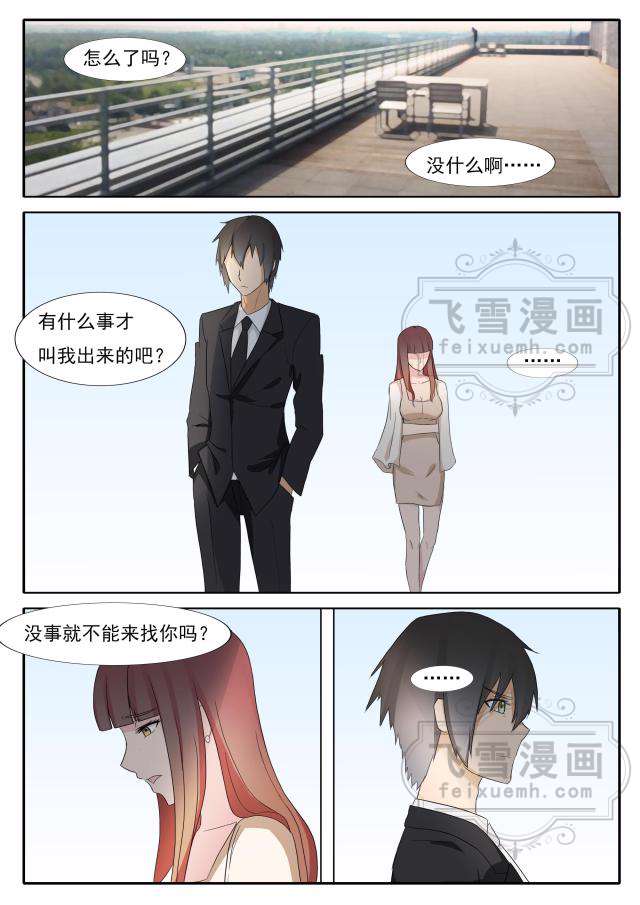 怎么了吗?
没什么啊……
有什么事才
叫我出来的吧?
飞雪漫画
feixuemh.com
……
没事就不能来找你吗?
……
飞雪漫画
feixuemh.com